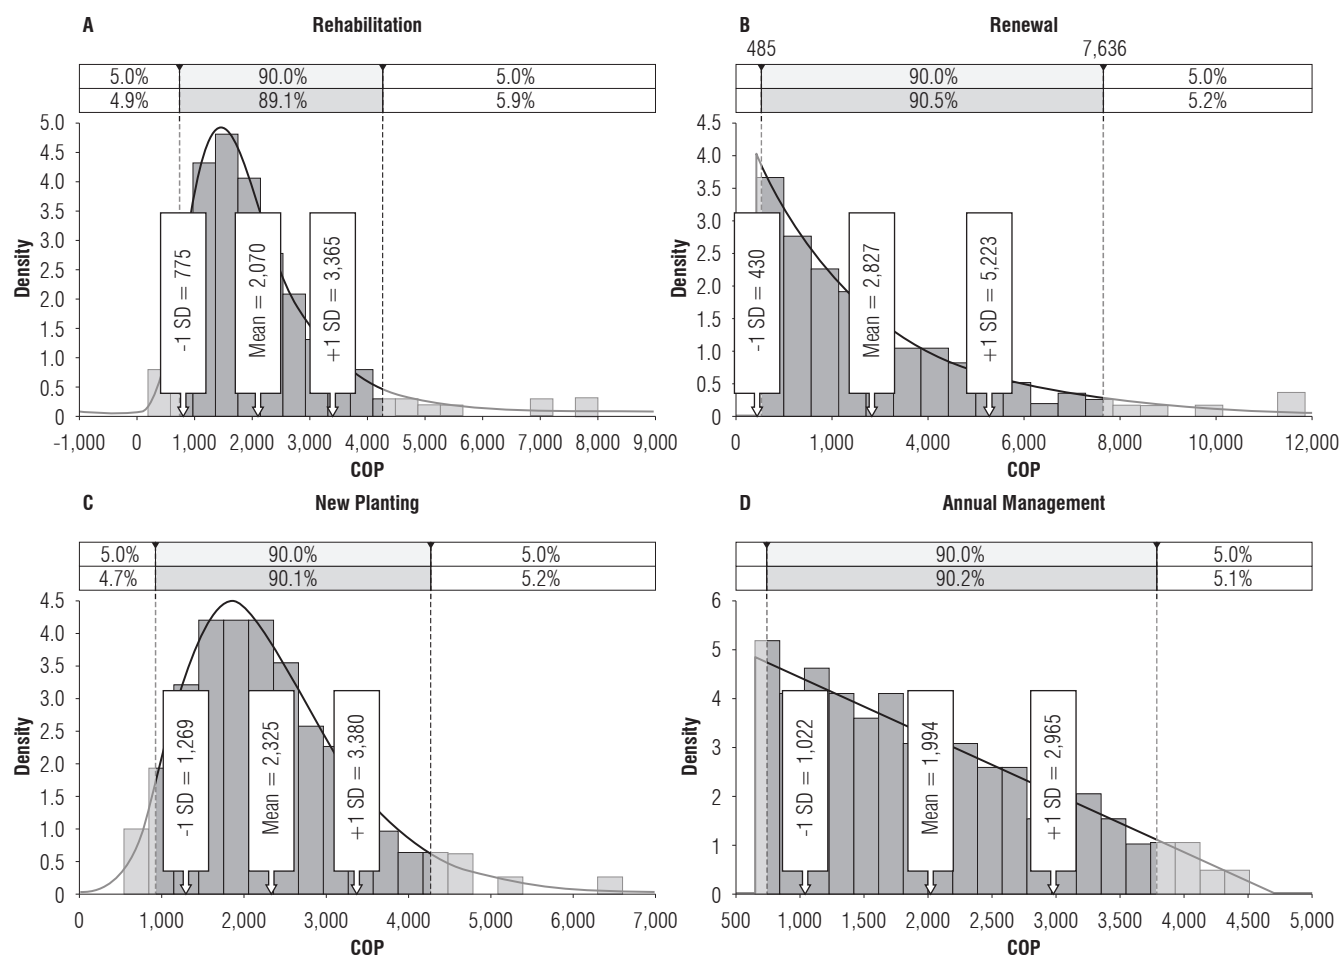 A Rehabilitation
5.0% 90.0% 5.0%
4.9% 89.1% 5.9%
5.0
4.5
4.0
3.5
3.0
2.5
2.0
1.5
1.0
0.5
0
Density
-1 SD = 775
Mean = 2,070
+1 SD = 3,365
-1,000 0 1,000 2,000 3,000 4,000 5,000 6,000 7,000 8,000 9,000
COP
B Renewal
485 7,636
90.0% 5.0%
90.5% 5.2%
4.5
4.0
3.5
3.0
2.5
2.0
1.5
1.0
0.5
0
Density
-1 SD = 430
Mean = 2,827
+1 SD = 5,223
0 1,000 4,000 6,000 8,000 10,000 12,000
COP
C New Planting
5.0% 90.0% 5.0%
4.7% 90.1% 5.2%
4.5
4.0
3.5
3.0
2.5
2.0
1.5
1.0
0.5
0
Density
-1 SD = 1,269
Mean = 2,325
+1 SD = 3,380
0 1,000 2,000 3,000 4,000 5,000 6,000 7,000
COP
D Annual Management
90.0% 5.0%
90.2% 5.1%
6
5
4
3
2
1
0
Density
-1 SD = 1,022
Mean = 1,994
+1 SD = 2,965
500 1,000 1,500 2,000 2,500 3,000 3,500 4,000 4,500 5,000
COP